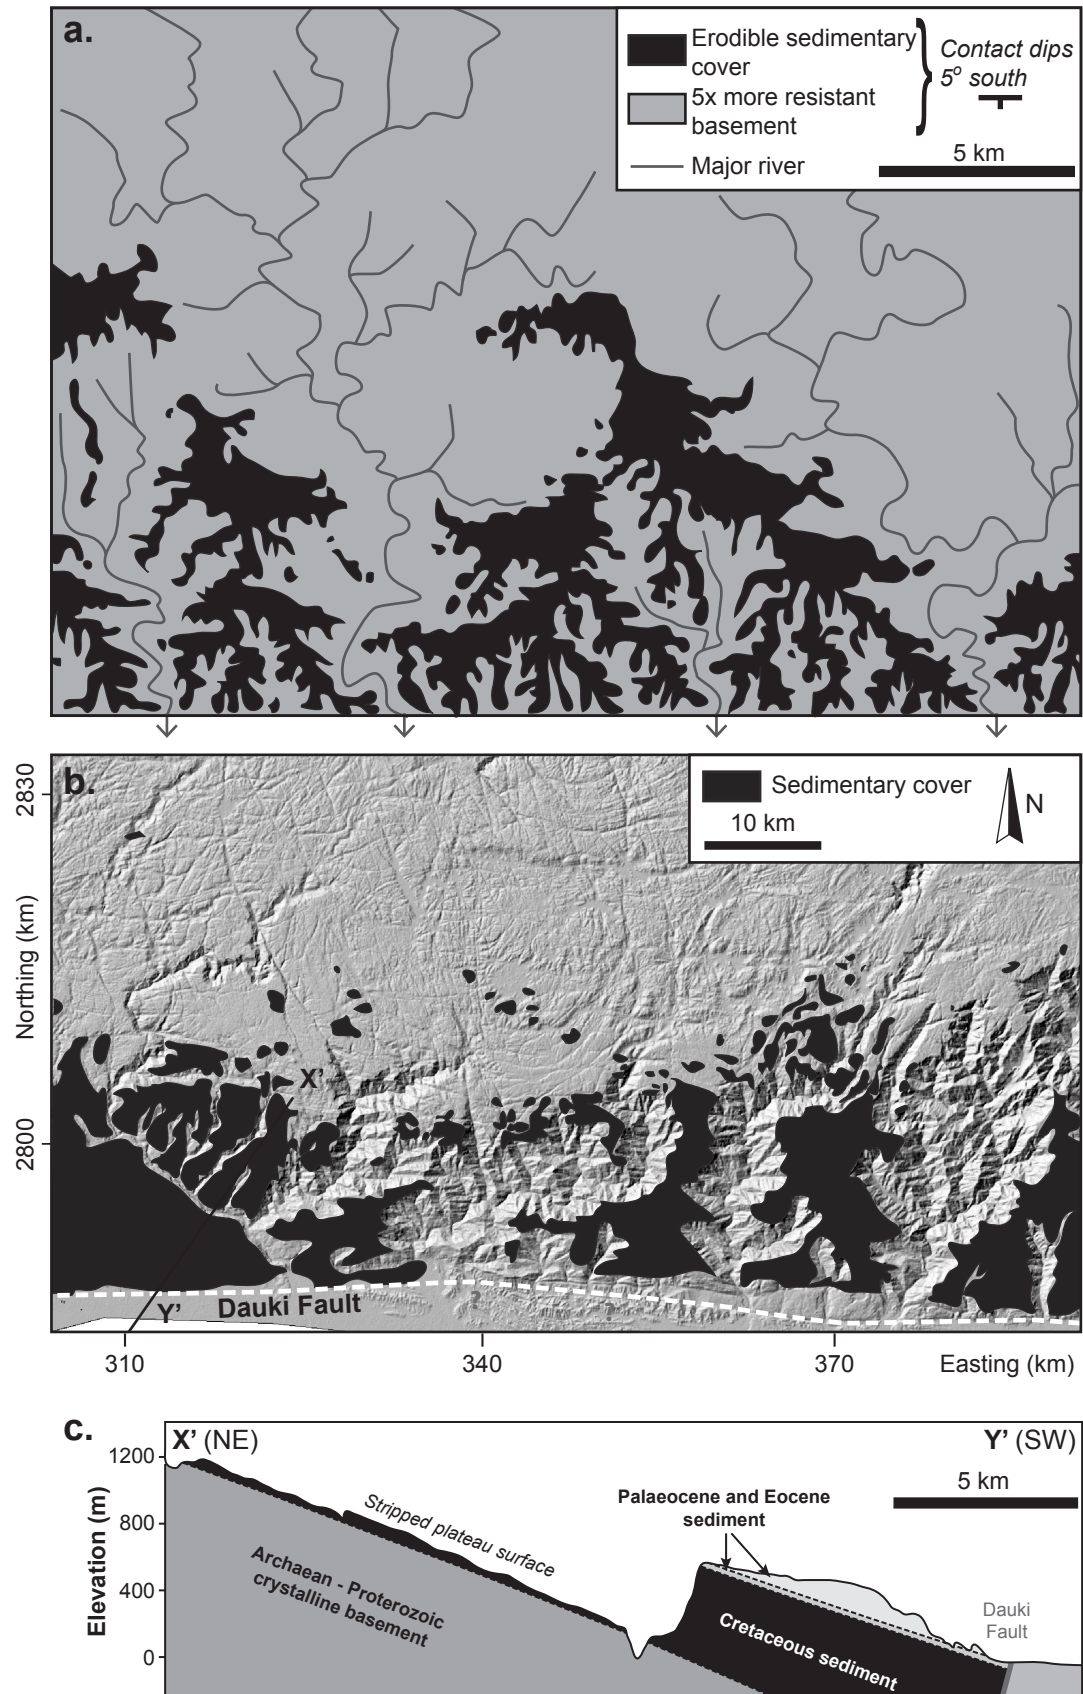 a.
Erodible sedimentary
cover
5x more resistant
basement
Contact dips
5° south
Major river
5 km
b.
Sedimentary cover
10 km
N
2830
Northing (km)
2800
X'
Y'
Dauki Fault
?
?
310
340
370
Easting (km)
c.
X' (NE)
Y' (SW)
1200
800
400
0
Elevation (m)
5 km
Stripped plateau surface
Palaeocene and Eocene
sediment
Archaean - Proterozoic
crystalline basement
Cretaceous sediment
Dauki
Fault